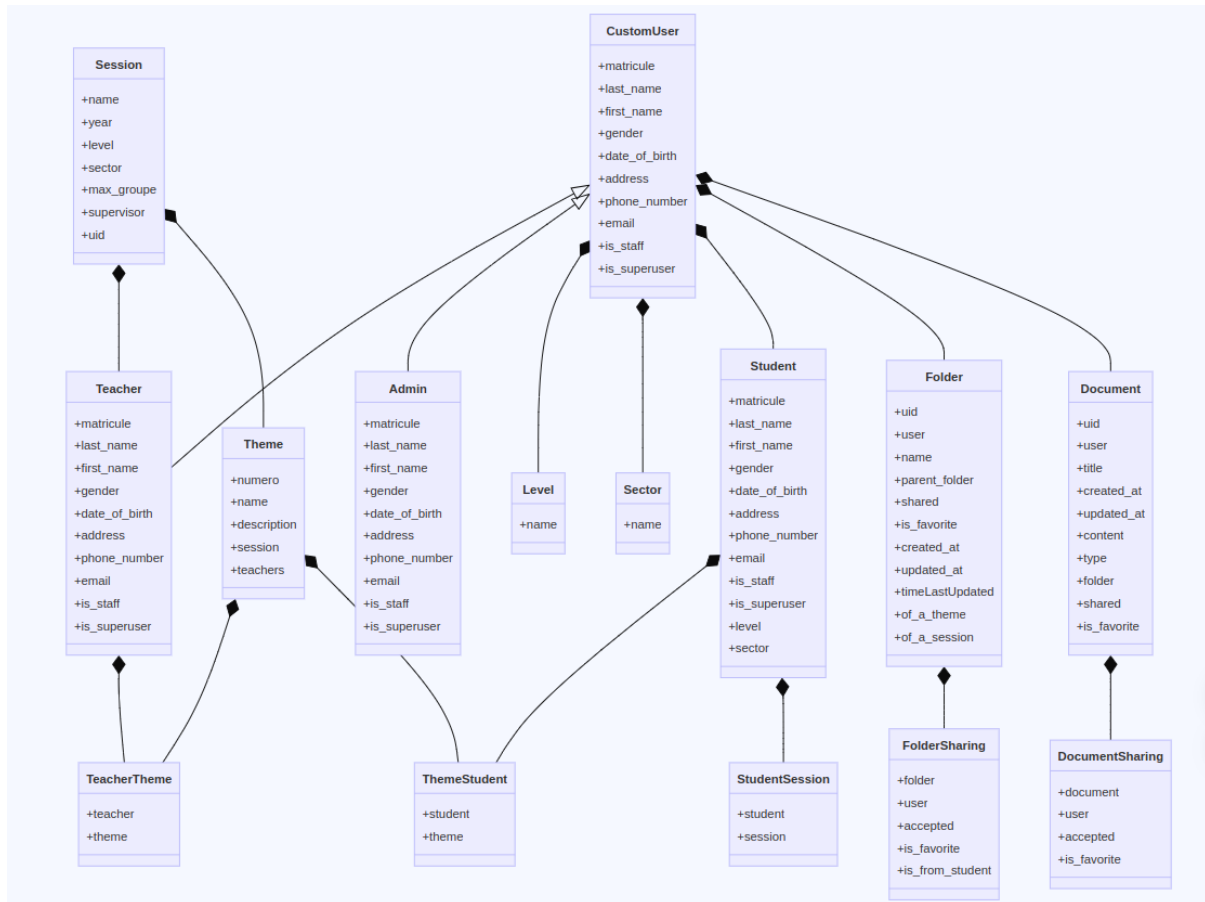 CustomUser
+matricule
+last_name
+first_name
+gender
+date_of_birth
+address
+phone_number
+email
+is_staff
+is_superuser
Session
+name
+year
+level
+sector
+max_groupe
+supervisor
+uid
Teacher
+matricule
+last_name
+first_name
+gender
+date_of_birth
+address
+phone_number
+email
+is_staff
+is_superuser
Theme
+numero
+name
+description
+session
+teachers
Admin
+matricule
+last_name
+first_name
+gender
+date_of_birth
+address
+phone_number
+email
+is_staff
+is_superuser
Level
+name
Sector
+name
Student
+matricule
+last_name
+first_name
+gender
+date_of_birth
+address
+phone_number
+email
+is_staff
+is_superuser
+level
+sector
Folder
+uid
+user
+name
+parent_folder
+shared
+is_favorite
+created_at
+updated_at
+timeLastUpdated
+of_a_theme
+of_a_session
Document
+uid
+user
+title
+created_at
+updated_at
+content
+type
+folder
+shared
+is_favorite
TeacherTheme
+teacher
+theme
ThemeStudent
+student
+theme
StudentSession
+student
+session
FolderSharing
+folder
+user
+accepted
+is_favorite
+is_from_student
DocumentSharing
+document
+user
+accepted
+is_favorite